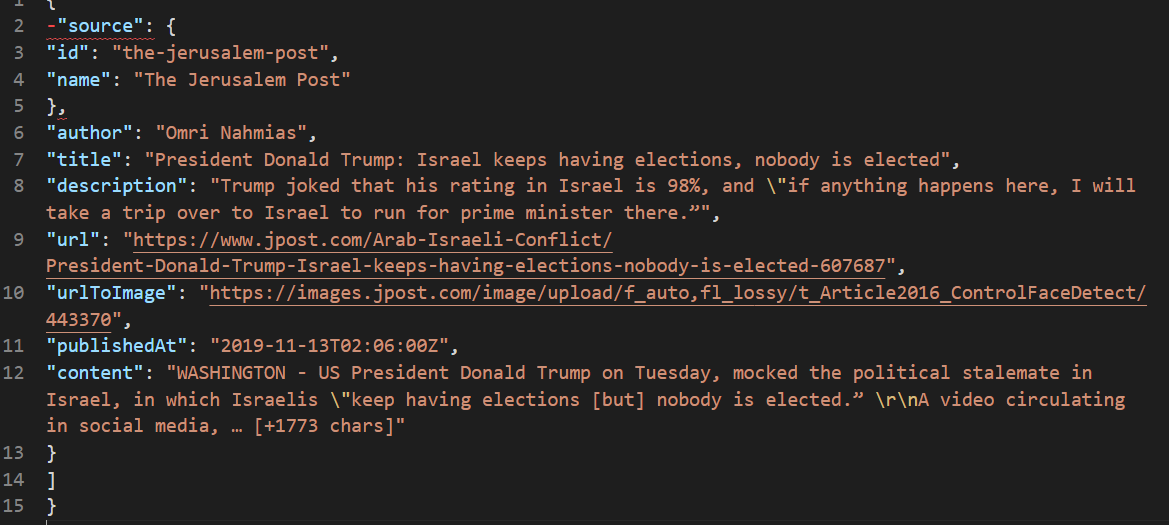 1 {
2 -"source": {
3 "id": "the-jerusalem-post",
4 "name": "The Jerusalem Post"
5 },
6 "author": "Omri Nahmias",
7 "title": "President Donald Trump: Israel keeps having elections, nobody is elected",
8 "description": "Trump joked that his rating in Israel is 98%, and \"if anything happens here, I will
take a trip over to Israel to run for prime minister there.”",
9 "url": "https://www.jpost.com/Arab-Israeli-Conflict/
President-Donald-Trump-Israel-keeps-having-elections-nobody-is-elected-607687",
10 "urlToImage": "https://images.jpost.com/image/upload/f_auto,fl_lossy/t_Article2016_ControlFaceDetect/
443370",
11 "publishedAt": "2019-11-13T02:06:00Z",
12 "content": "WASHINGTON - US President Donald Trump on Tuesday, mocked the political stalemate in
Israel, in which Israelis \"keep having elections [but] nobody is elected.” \r\nA video circulating
in social media, … [+1773 chars]"
13 }
14 ]
15 }